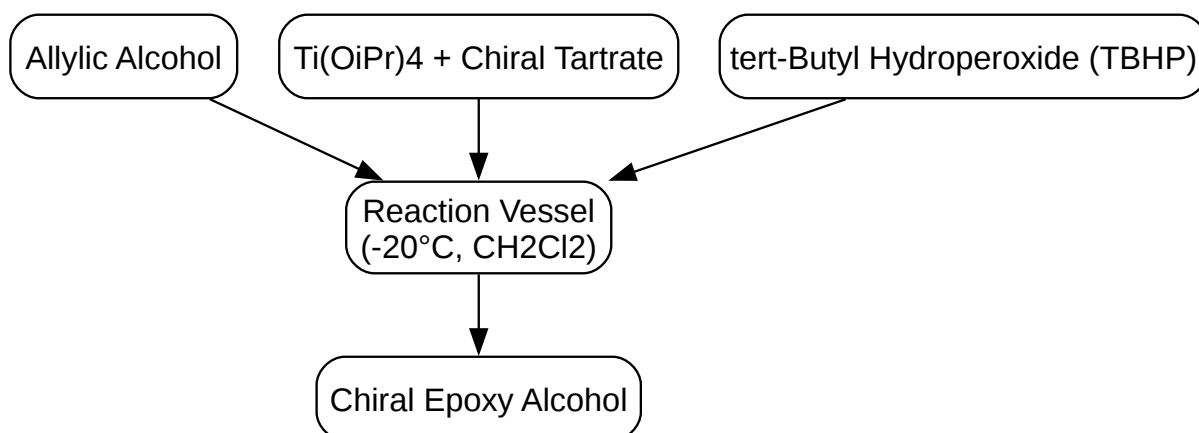 Allylic Alcohol
Ti(OiPr)4 + Chiral Tartrate
tert-Butyl Hydroperoxide (TBHP)
Reaction Vessel
(-20°C, CH2Cl2)
Chiral Epoxy Alcohol